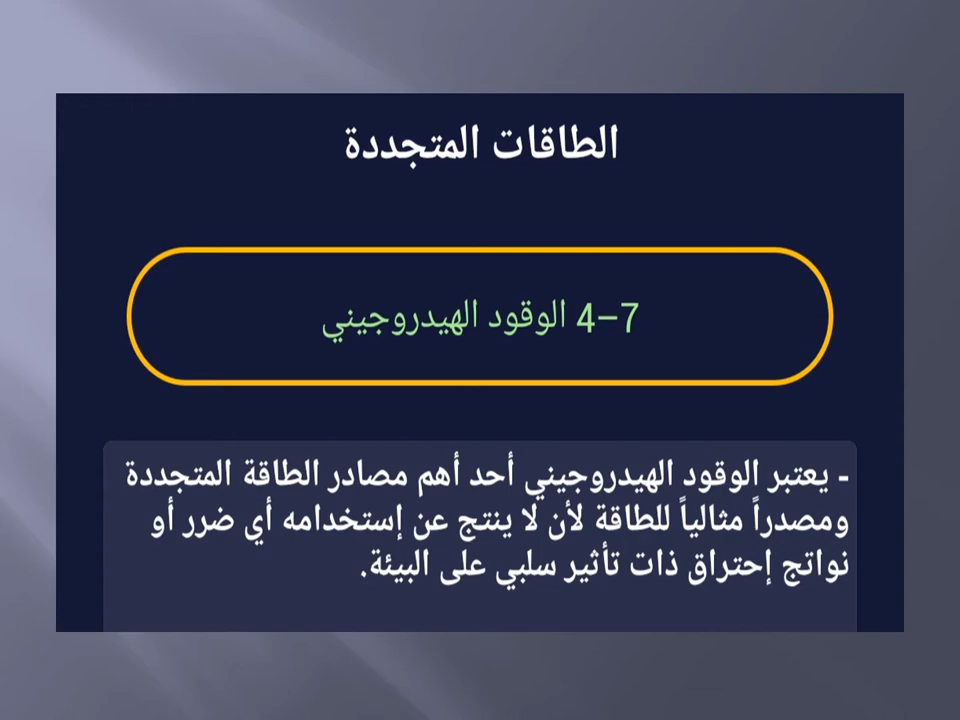 الطاقات المتجددة
7–4 الوقود الهيدروجيني
- يعتبر الوقود الهيدروجيني أحد أهم مصادر الطاقة المتجددة
ومصدراً مثالياً للطاقة لأن لا ينتج عن إستخدامه أي ضرر أو
نواتج إحتراق ذات تأثير سلبي على البيئة.